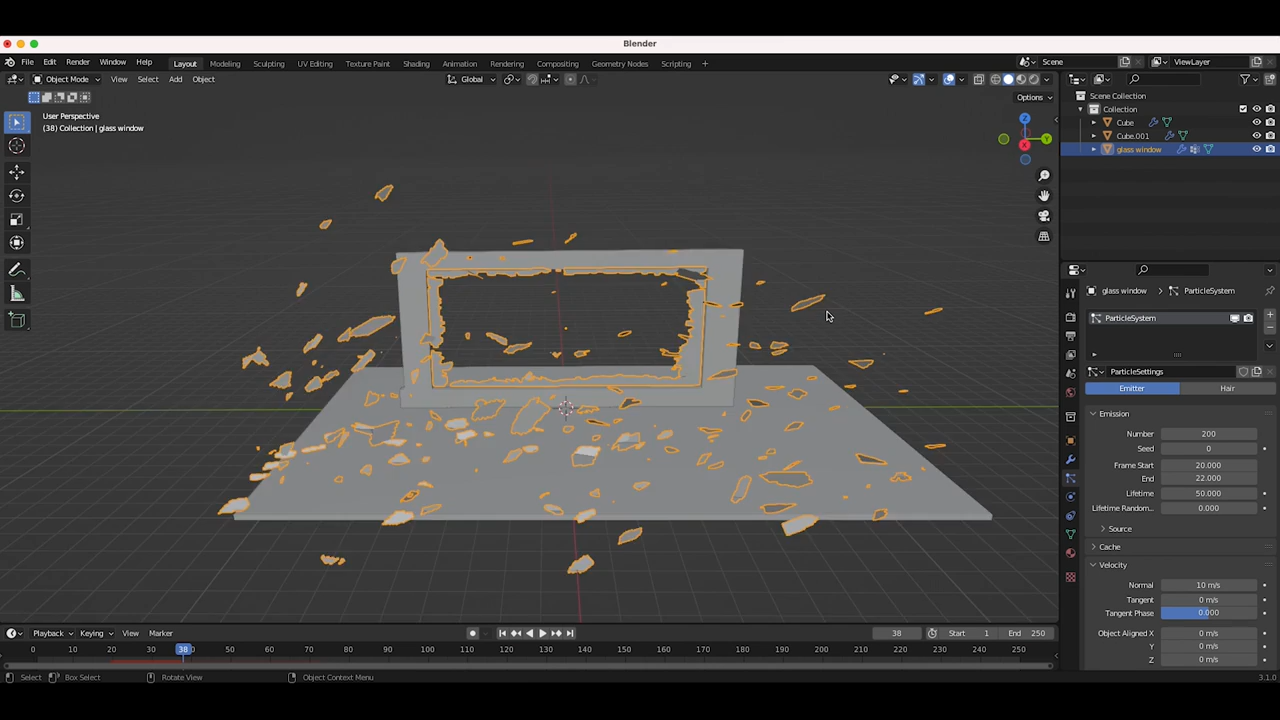 Blender
File Edit Render Window Help
Layout Modeling Sculpting UV Editing Texture Paint Shading Animation Rendering Compositing Geometry Nodes Scripting +
Scene
ViewLayer
Object Mode View Select Add Object
Global
Options
User Perspective
(38) Collection | glass window
Z
Y
X
Scene Collection
Collection
Cube
Cube.001
glass window
glass window > ParticleSystem
ParticleSystem
ParticleSettings
Emitter Hair
Emission
Number 200
Seed 0
Frame Start 20.000
End 22.000
Lifetime 50.000
Lifetime Random... 0.000
Source
Cache
Velocity
Normal 10 m/s
Tangent 0 m/s
Tangent Phase 0.000
Object Aligned X 0 m/s
Y 0 m/s
Z 0 m/s
Playback Keying View Marker
38 Start 1 End 250
0 20 30 38 50 60 70 80 90 100 110 120 130 140 150 160 170 180 190 200 210 220 230 240 250
Select Box Select Rotate View Object Context Menu
3.1.0